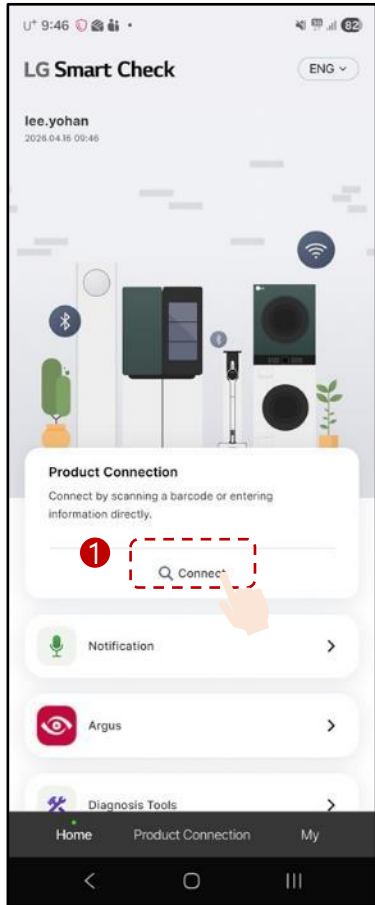 U+ 9:46
82
LG Smart Check
ENG
lee.yohan
2026.04.16 09:46
Product Connection
Connect by scanning a barcode or entering
information directly.
1
Connect
Notification
Argus
Diagnosis Tools
Home Product Connection My